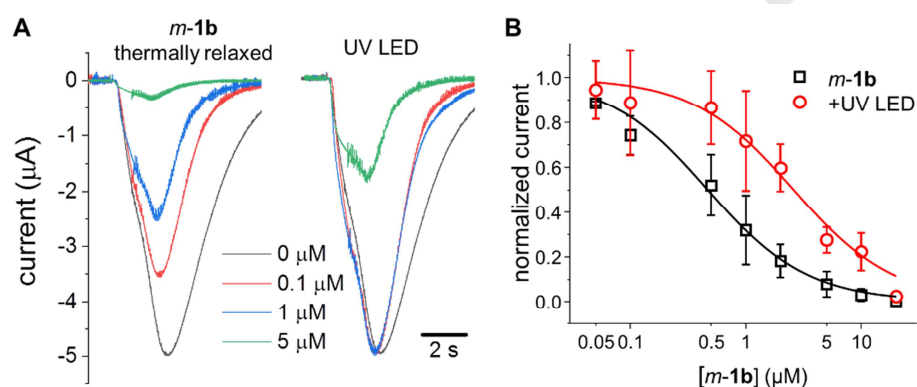 A
m-1b
thermally relaxed
UV LED
0
-1
-2
-3
-4
-5
current (μA)
0 μM
0.1 μM
1 μM
5 μM
2 s
B
m-1b
+UV LED
1.0
0.8
0.6
0.4
0.2
0.0
normalized current
0.05 0.1 0.5 1 5 10
[m-1b] (μM)